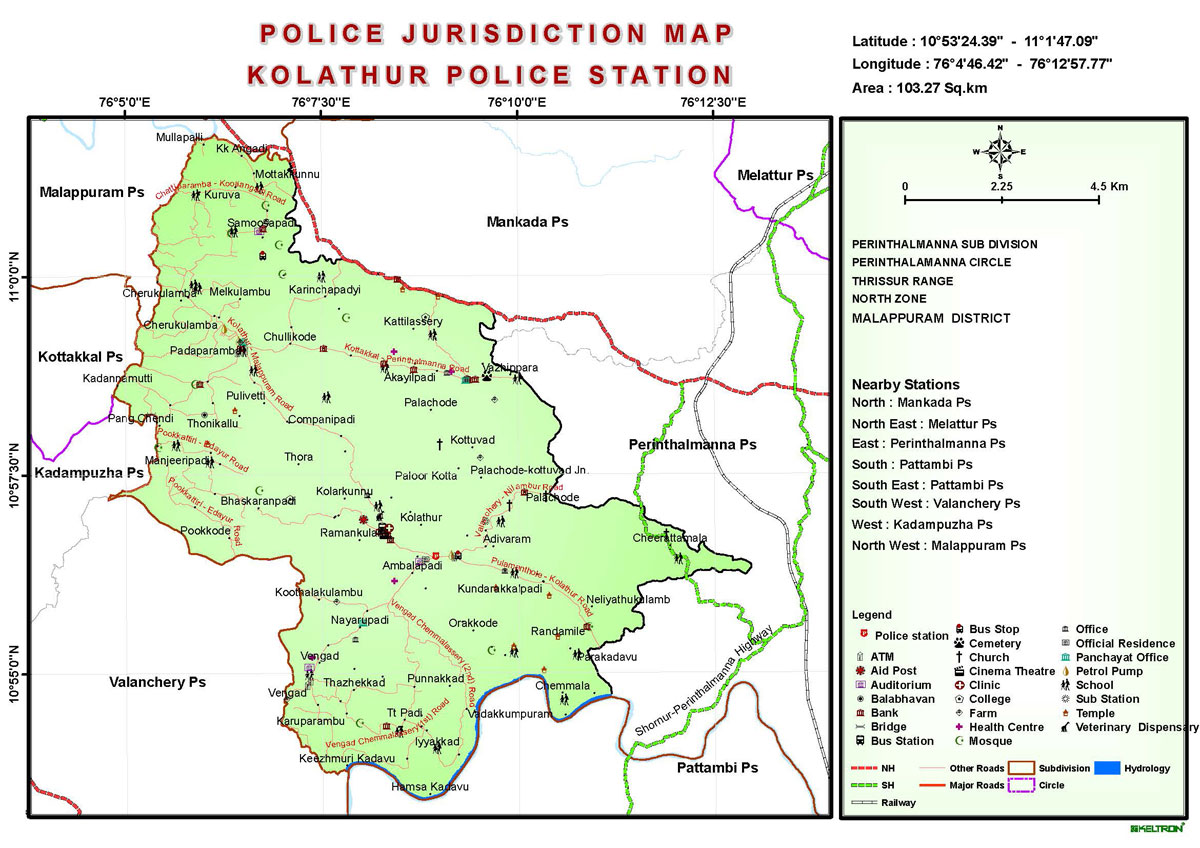 POLICE JURISDICTION MAP
KOLATHUR POLICE STATION
Latitude : 10°53'24.39" - 11°1'47.09"
Longitude : 76°4'46.42" - 76°12'57.77"
Area : 103.27 Sq.km
76°5'0"E
76°7'3"E
76°10'0"E
76°12'3"E
11°0'0"N
10°57'30"N
10°55'0"N
Mullapalli
Kk Angadi
Mottakkunnu
Malappuram Ps
Chattiparamba - Koottangadi Road
Kuruva
Melattur Ps
Mankada Ps
Samoosapadi
Cherukulamba
Melkulambu
Karinchapadyi
Cherukulamba
Kattilassery
Kolathur - Malappuram Road
Chullikode
Padaparamba
Kottakkal - Perinthalmanna Road
Kottakkal Ps
Vazhippara
Kadannamutti
Akayilpadi
Pulivetti
Palachode
Pang Chendi
Thonikallu
Companipadi
Pookkattiri - Edayur Road
Kottuvad
Perinthalmanna Ps
Manjeeripadi
Thora
Kadampuzha Ps
Paloor Kotta
Palachode-kottuvad Jn.
Pookkattiri - Edayur Road
Valanchery - Nilambur Road
Bhaskaranpadi
Kolarkunnu
Palachode
Kolathur
Pookkode
Ramankulam
Adivaram
Cheerattamala
Ambalapadi
Pulamanthole - Kolathur Road
Koothalakulambu
Kundarakka'padi
Neliyathukulamb
Vengad Chemmalassery (2nd) Road
Nayarupadi
Orakkode
Randamile
Vengad
Parakadavu
Shornur-Perinthalmanna Highway
Valanchery Ps
Thazhekkad
Punnakkad
Chemmala
Vengad
Karuparambu
Tt Padi
Vadakkumpuram
Vengad Chemmalassery (1st) Road
Iyyakkad
Keezhmuri Kadavu
Pattambi Ps
Hamsa Kadavu
N
W E
S
0 2.25 4.5 Km
PERINTHALMANNA SUB DIVISION
PERINTHALAMANNA CIRCLE
THRISSUR RANGE
NORTH ZONE
MALAPPURAM DISTRICT
Nearby Stations
North : Mankada Ps
North East : Melattur Ps
East : Perinthalmanna Ps
South : Pattambi Ps
South East : Pattambi Ps
South West : Valanchery Ps
West : Kadampuzha Ps
North West : Malappuram Ps
Legend
Police station
ATM
Aid Post
Auditorium
Balabhavan
Bank
Bridge
Bus Station
Bus Stop
Cemetery
Church
Cinema Theatre
Clinic
College
Farm
Health Centre
Mosque
Office
Official Residence
Panchayat Office
Petrol Pump
School
Sub Station
Temple
Veterinary Dispensary
NH
SH
Railway
Other Roads
Major Roads
Subdivision
Circle
Hydrology
KELTRON